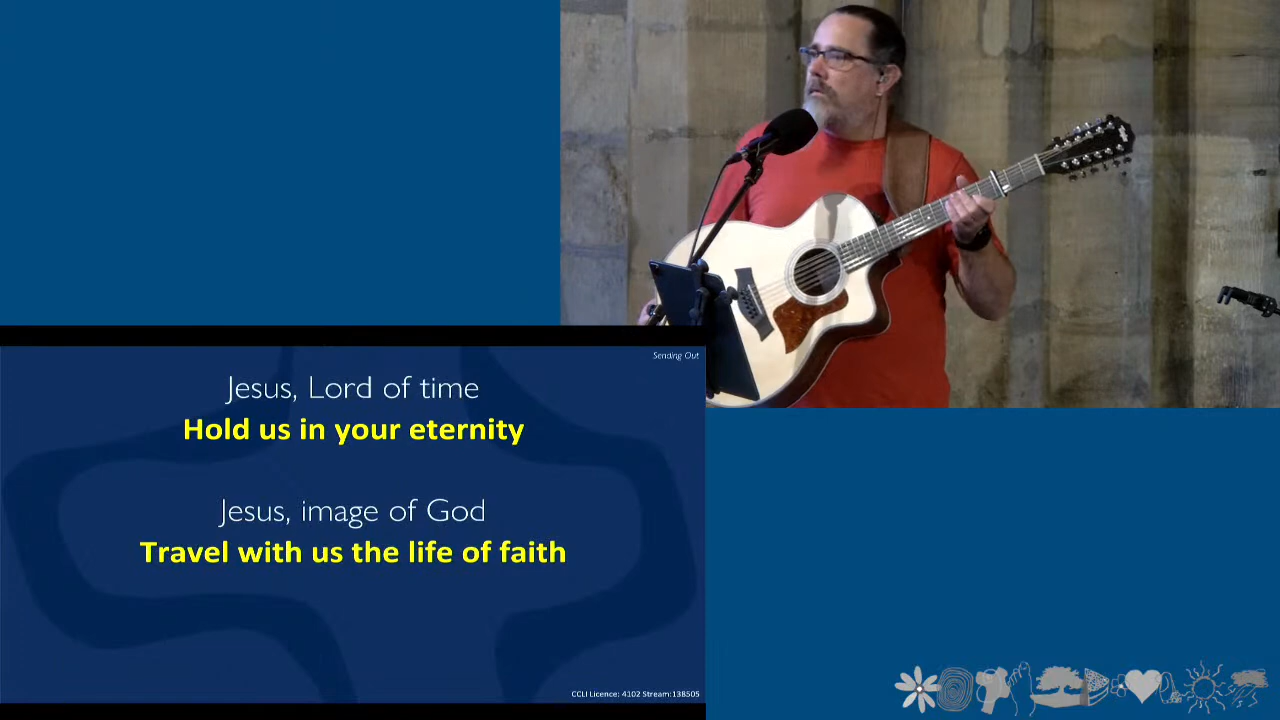 Sending Out
Jesus, Lord of time
Hold us in your eternity
Jesus, image of God
Travel with us the life of faith
CCLI Licence: 4102 Stream:138505